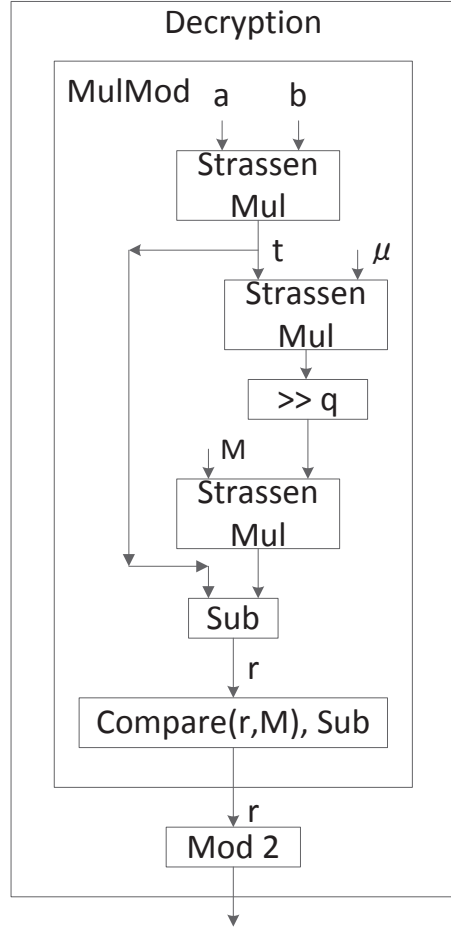 Decryption
MulMod
a b
Strassen
Mul
t
μ
Strassen
Mul
>> q
M
Strassen
Mul
Sub
r
Compare(r,M), Sub
r
Mod 2